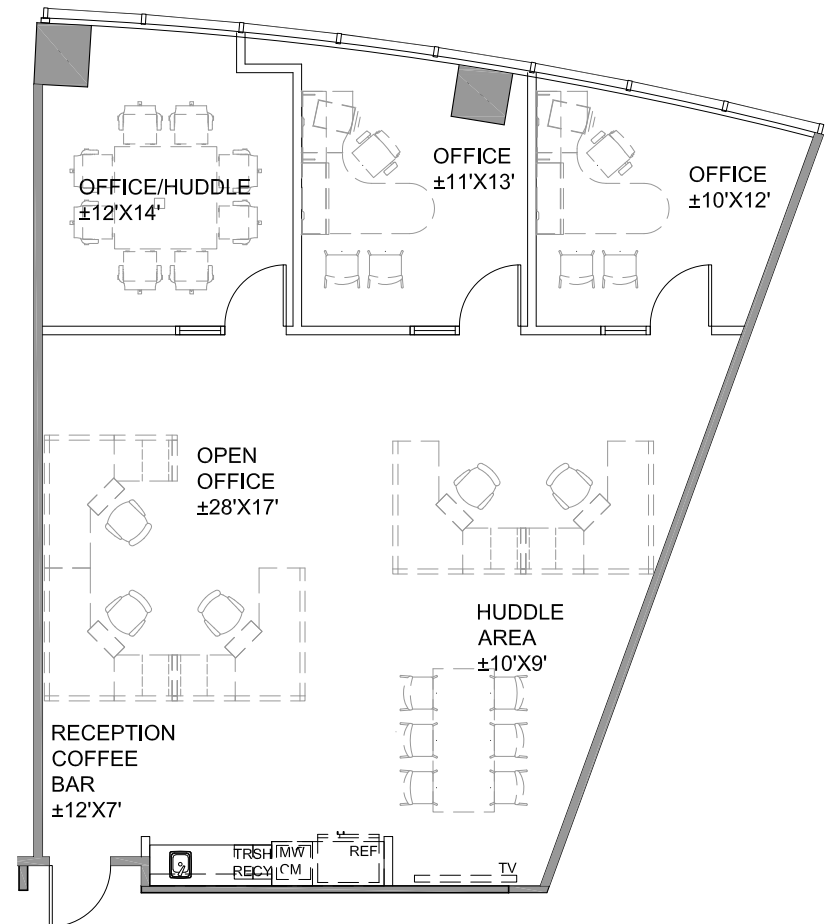 OFFICE/HUDDLE
±12'X14'
OFFICE
±11'X13'
OFFICE
±10'X12'
OPEN
OFFICE
±28'X17'
HUDDLE
AREA
±10'X9'
RECEPTION
COFFEE
BAR
±12'X7'
TRSH
RECY
MW
CM
REF
TV